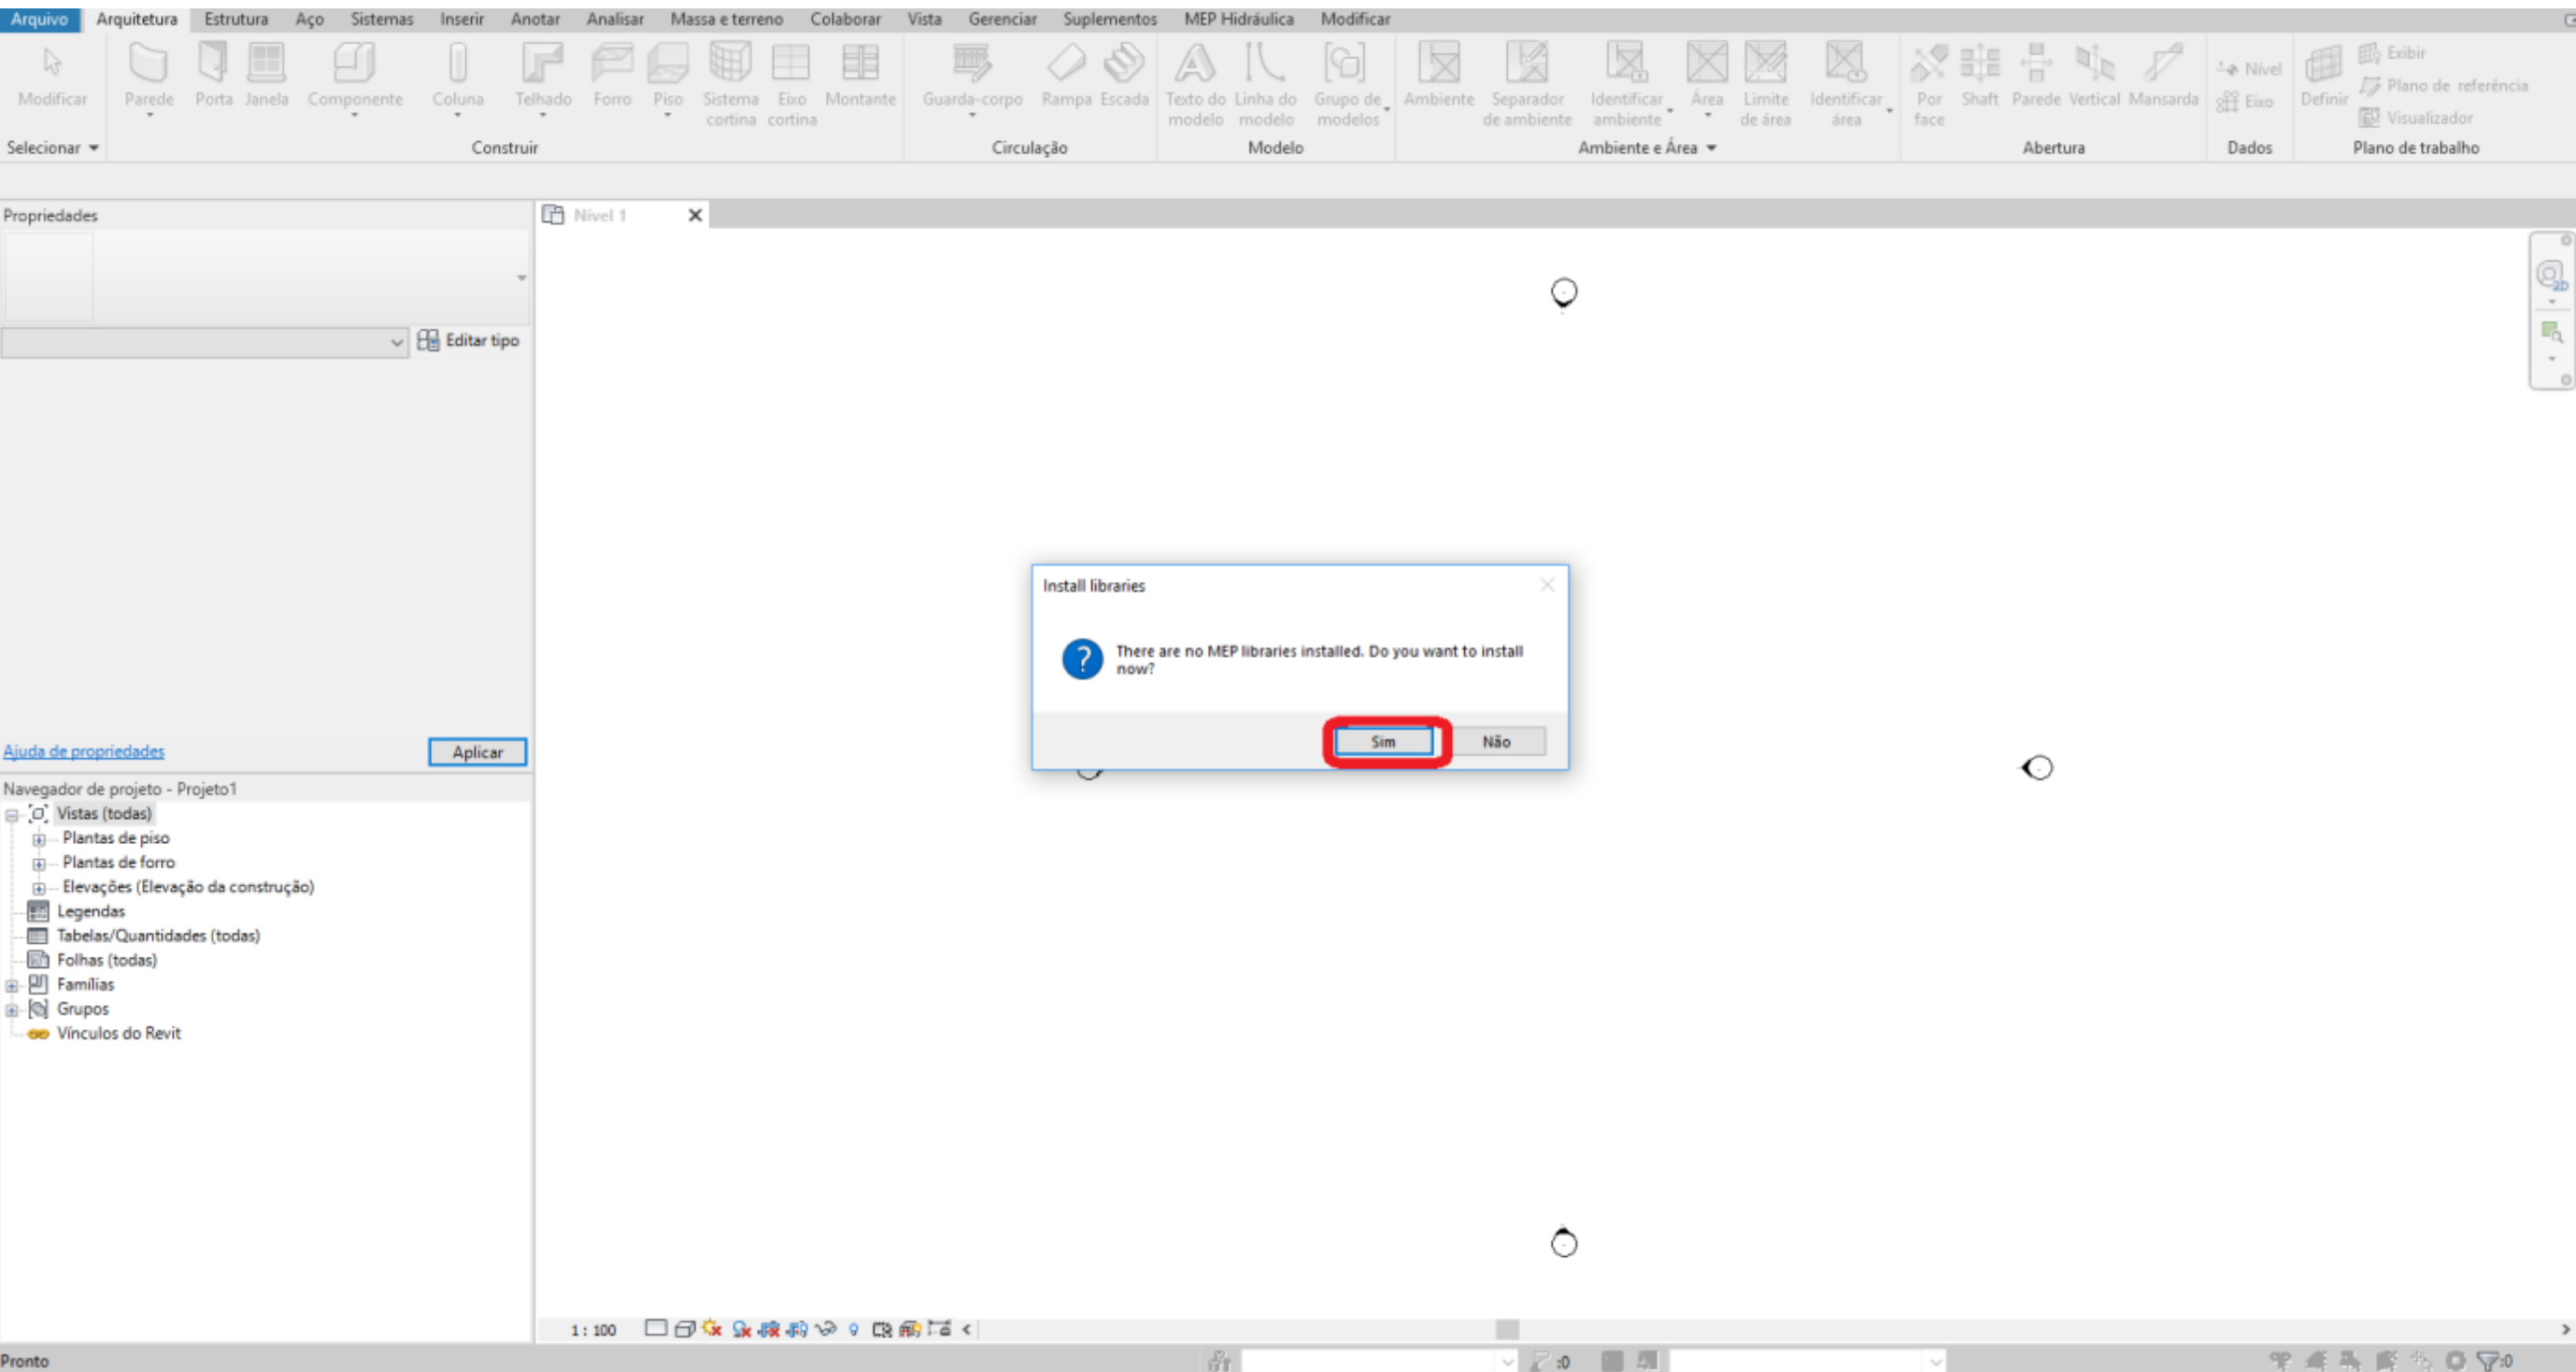 Arquivo Arquitetura Estrutura Aço Sistemas Inserir Anotar Analisar Massa e terreno Colaborar Vista Gerenciar Suplementos MEP Hidráulica Modificar
Modificar Parede Porta Janela Componente Coluna Telhado Forro Piso Sistema cortina Eixo cortina Montante Guarda-corpo Rampa Escada Texto do modelo Linha do modelo Grupo de modelos Ambiente Separador de ambiente Identificar ambiente Área Limite de área Identificar área Por face Shaft Parede Vertical Mansarda Nível Eixo Definir Exibir Plano de referência Visualizador
Selecionar Construir Circulação Modelo Ambiente e Área Abertura Dados Plano de trabalho
Propriedades
Nível 1
2D
Editar tipo
Install libraries
There are no MEP libraries installed. Do you want to install
now?
Sim Não
Ajuda de propriedades Aplicar
Navegador de projeto - Projeto1
Vistas (todas)
Plantas de piso
Plantas de forro
Elevações (Elevação da construção)
Legendas
Tabelas/Quantidades (todas)
Folhas (todas)
Famílias
Grupos
Vínculos do Revit
1 : 100
Pronto :0 :0